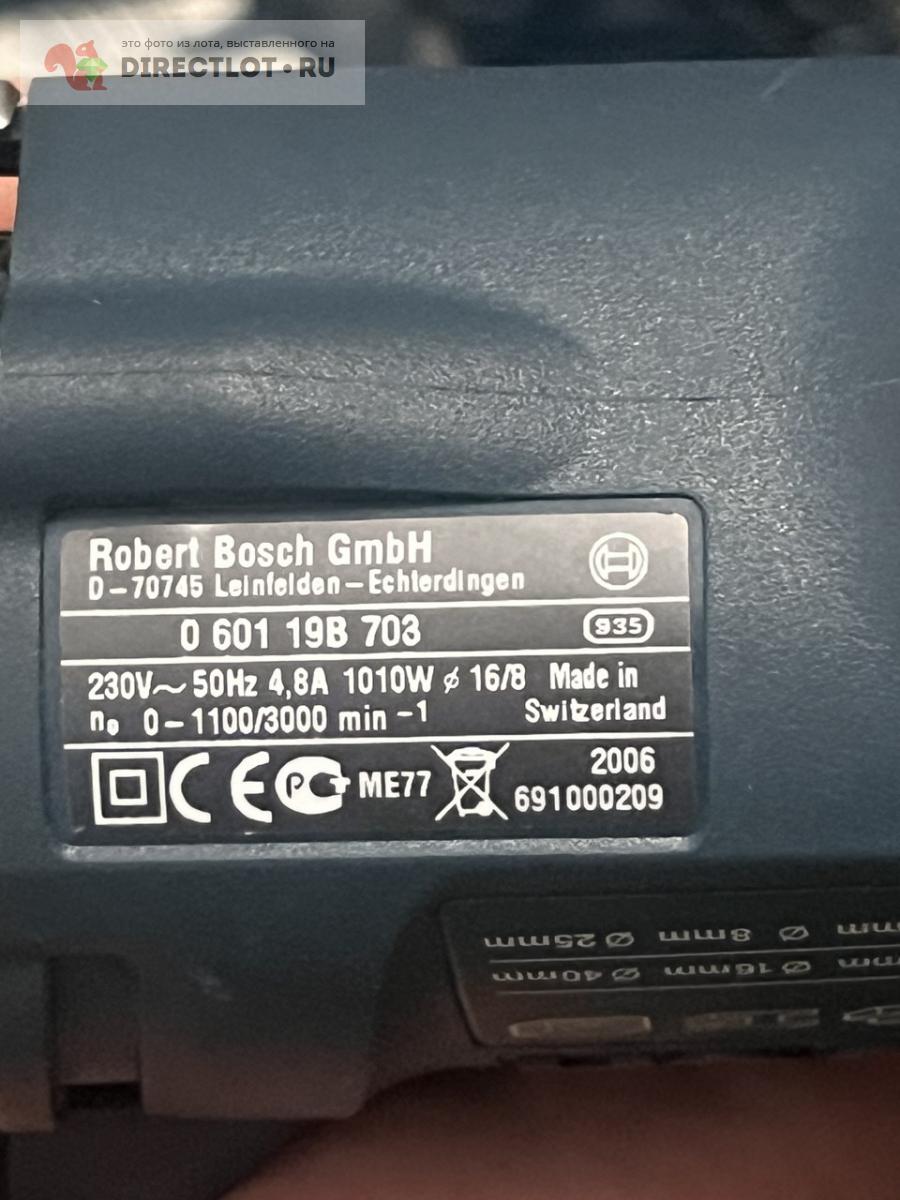 это фото из лота, выставленного на
DIRECTLOT•RU
Robert Bosch GmbH
D-70745 Leinfelden-Echterdingen
0 601 19B 703
935
230V~ 50Hz 4,8A 1010W ⌀ 16/8 Made in
n₀ 0-1100/3000 min -1 Switzerland
CE ME77 2006
691000209
mm Ø 8mm Ø 25mm
Ø 16mm Ø 40mm